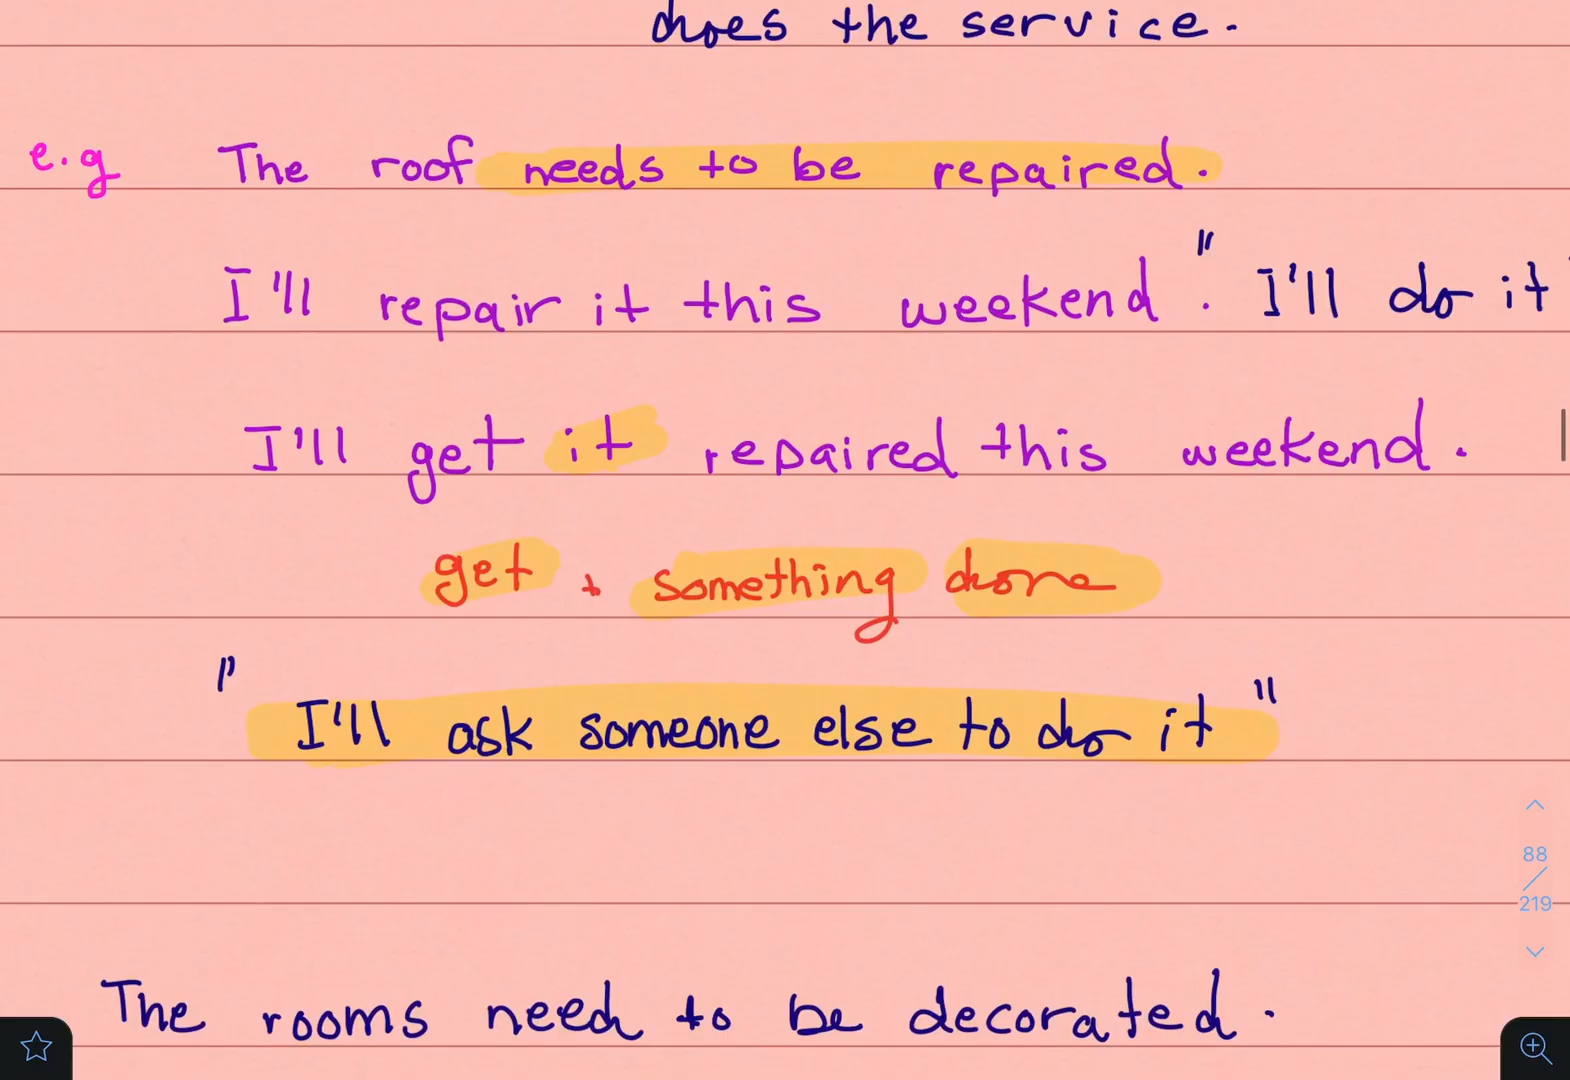 does the service.
e.g The roof needs to be repaired.
I'll repair it this weekend. " I'll do it
I'll get it repaired this weekend.
get + something done
" I'll ask someone else to do it "
88
219
The rooms need to be decorated.